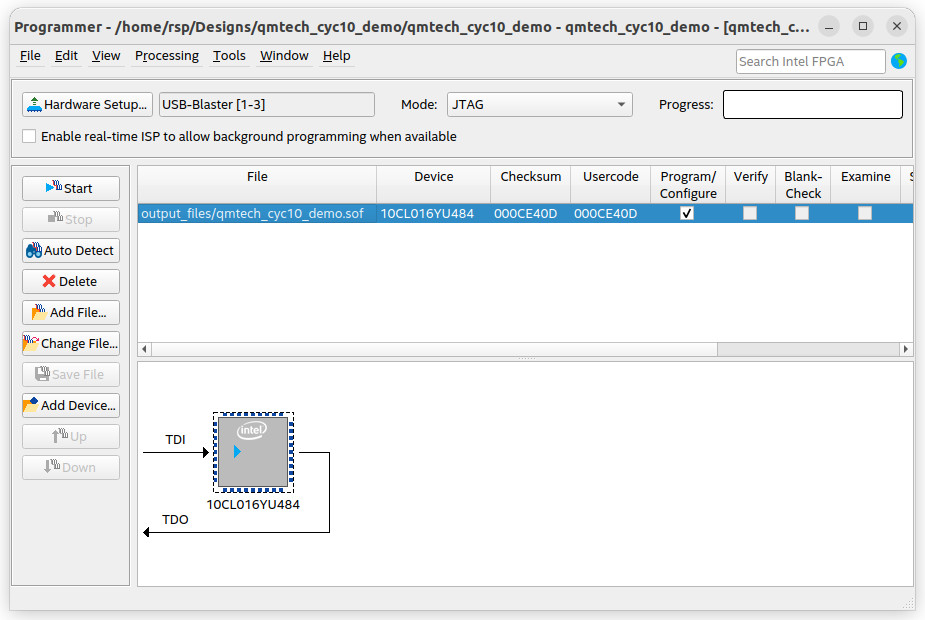 Programmer - /home/rsp/Designs/qmtech_cyc10_demo/qmtech_cyc10_demo - qmtech_cyc10_demo - [qmtech_c...
File Edit View Processing Tools Window Help
Search Intel FPGA
Hardware Setup... USB-Blaster [1-3] Mode: JTAG Progress:
Enable real-time ISP to allow background programming when available
Start
Stop
Auto Detect
Delete
Add File...
Change File...
Save File
Add Device...
Up
Down
File Device Checksum Usercode Program/ Verify Blank- Examine
Configure Check
output_files/qmtech_cyc10_demo.sof 10CL016YU484 000CE40D 000CE40D
intel
TDI
10CL016YU484
TDO